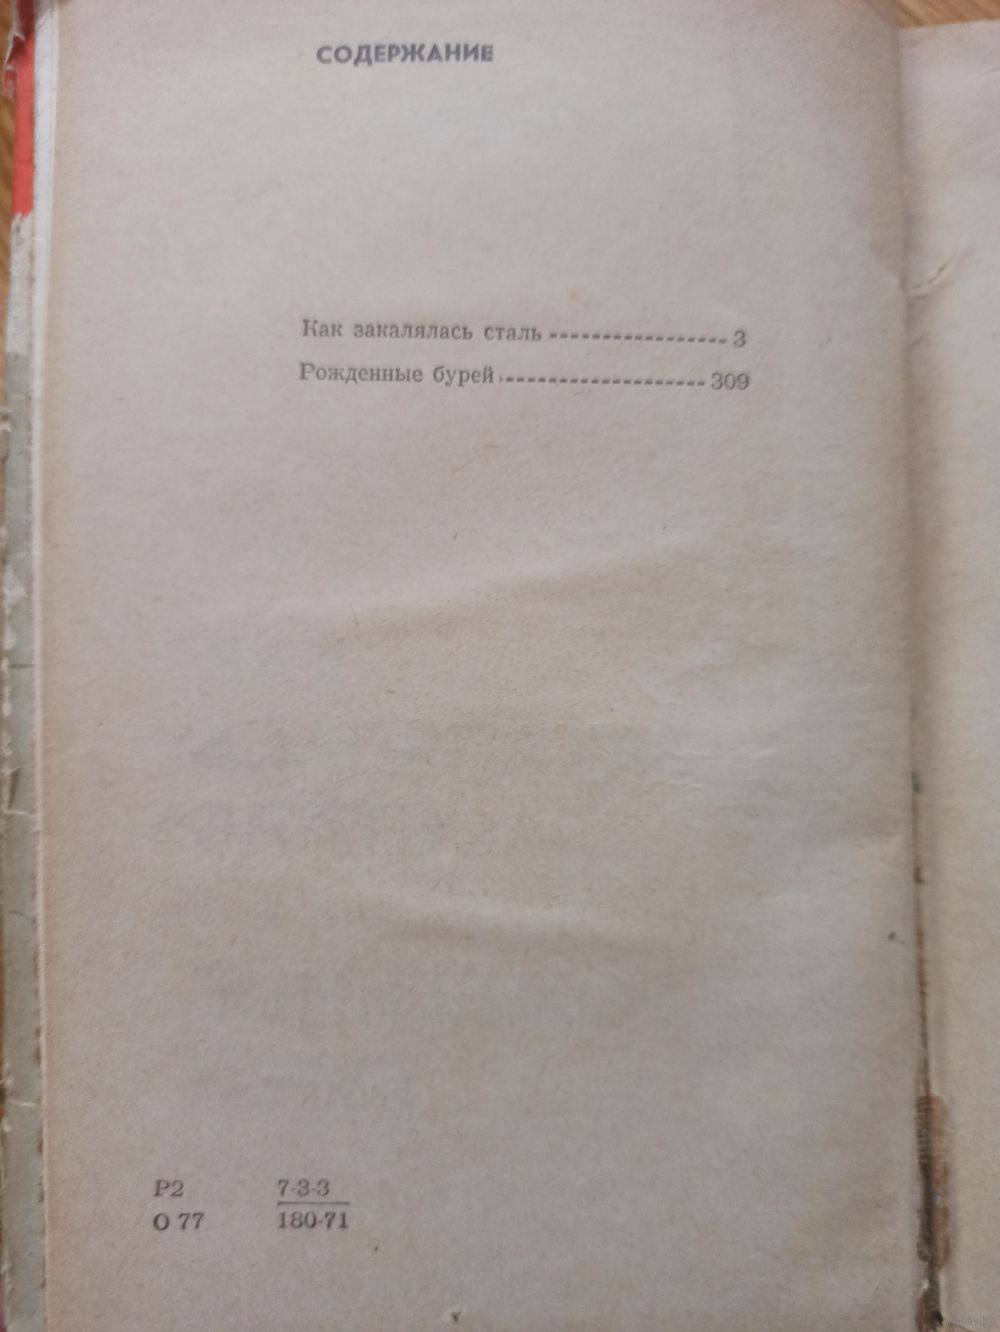 СОДЕРЖАНИЕ
Как закалялась сталь 3
Рожденные бурей 309
Р2 7-3-3
О 77 180-71